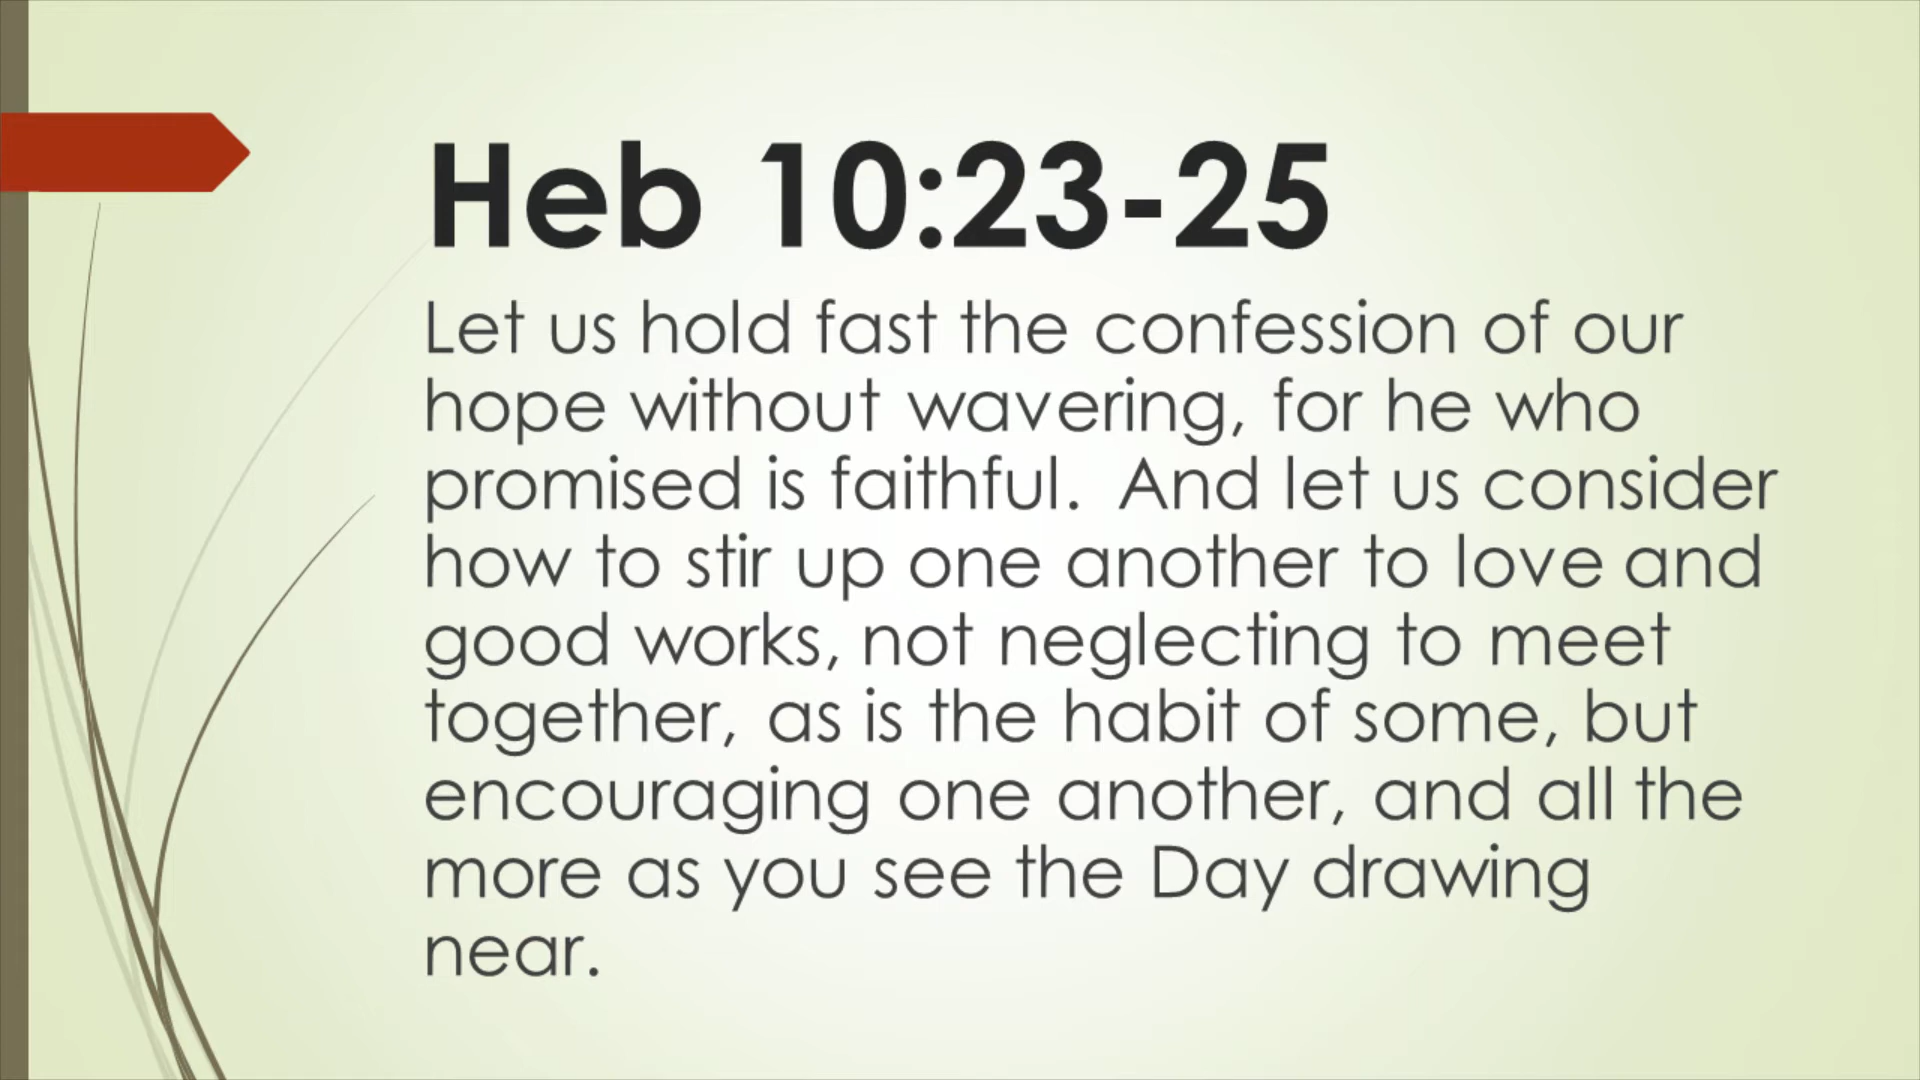 Heb 10:23-25
Let us hold fast the confession of our
hope without wavering, for he who
promised is faithful.  And let us consider
how to stir up one another to love and
good works, not neglecting to meet
together, as is the habit of some, but
encouraging one another, and all the
more as you see the Day drawing
near.